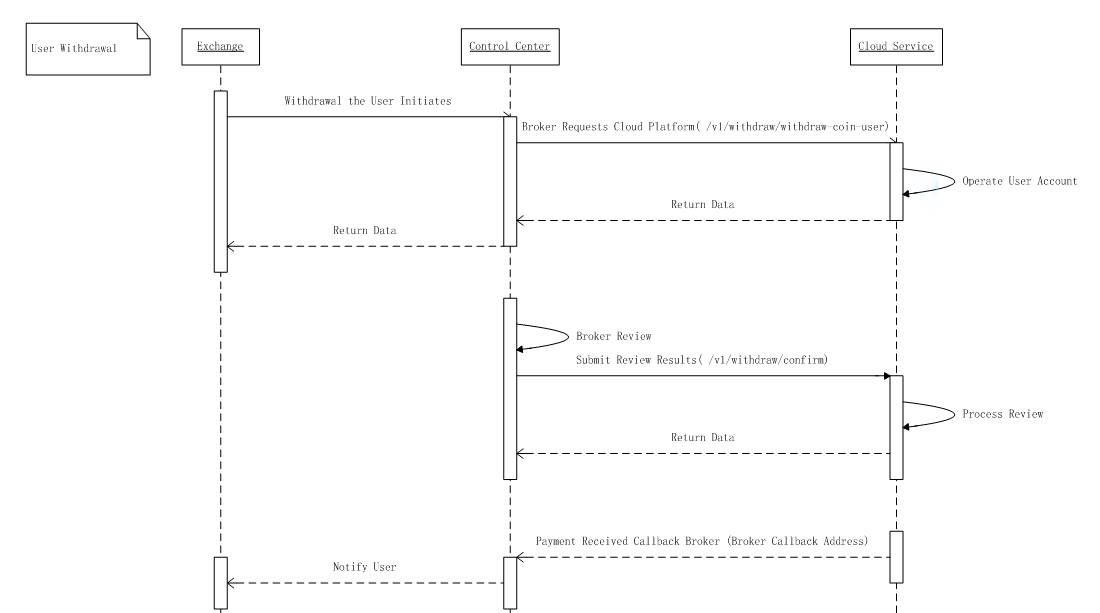 User Withdrawal
Exchange
Control Center
Cloud Service
Withdrawal the User Initiates
Broker Requests Cloud Platform( /v1/withdraw/withdraw-coin-user)
Operate User Account
Return Data
Return Data
Broker Review
Submit Review Results( /v1/withdraw/confirm)
Process Review
Return Data
Payment Received Callback Broker (Broker Callback Address)
Notify User